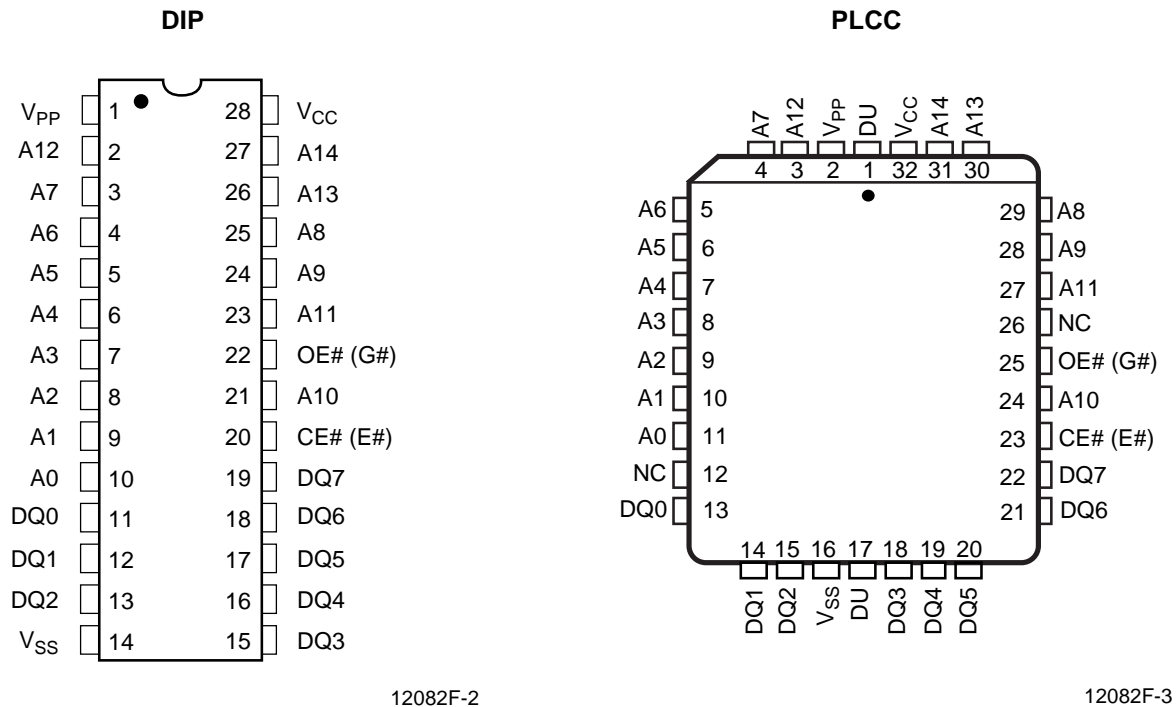 DIP
V_PP 1 28 V_CC
A12 2 27 A14
A7 3 26 A13
A6 4 25 A8
A5 5 24 A9
A4 6 23 A11
A3 7 22 OE# (G#)
A2 8 21 A10
A1 9 20 CE# (E#)
A0 10 19 DQ7
DQ0 11 18 DQ6
DQ1 12 17 DQ5
DQ2 13 16 DQ4
V_SS 14 15 DQ3
12082F-2
PLCC
A7 A12 V_PP DU V_CC A14 A13
4 3 2 1 32 31 30
A6 5 29 A8
A5 6 28 A9
A4 7 27 A11
A3 8 26 NC
A2 9 25 OE# (G#)
A1 10 24 A10
A0 11 23 CE# (E#)
NC 12 22 DQ7
DQ0 13 21 DQ6
14 15 16 17 18 19 20
DQ1 DQ2 V_SS DU DQ3 DQ4 DQ5
12082F-3